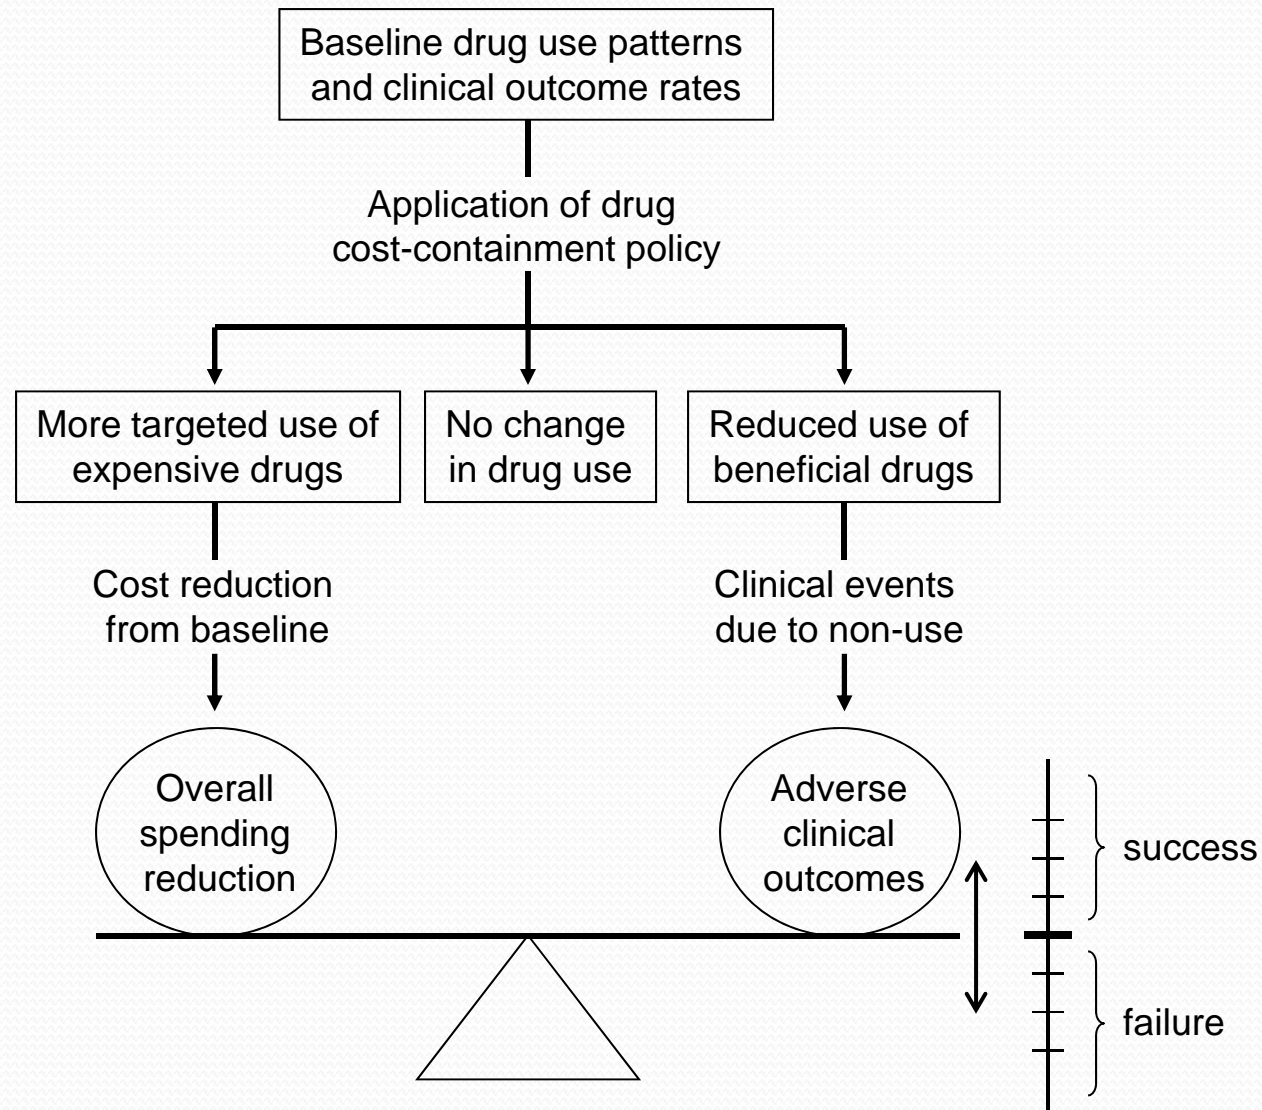 Baseline drug use patterns
and clinical outcome rates
Application of drug
cost-containment policy
More targeted use of
expensive drugs
No change
in drug use
Reduced use of
beneficial drugs
Cost reduction
from baseline
Clinical events
due to non-use
Overall
spending
reduction
Adverse
clinical
outcomes
success
failure